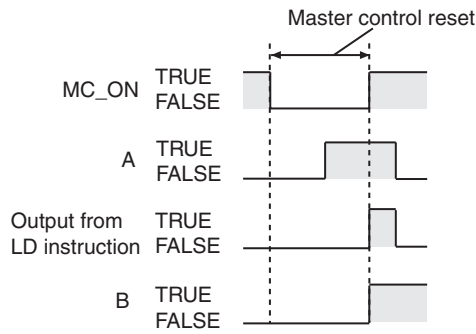 Master control reset
MC_ON
TRUE
FALSE
A
TRUE
FALSE
Output from
LD instruction
TRUE
FALSE
B
TRUE
FALSE